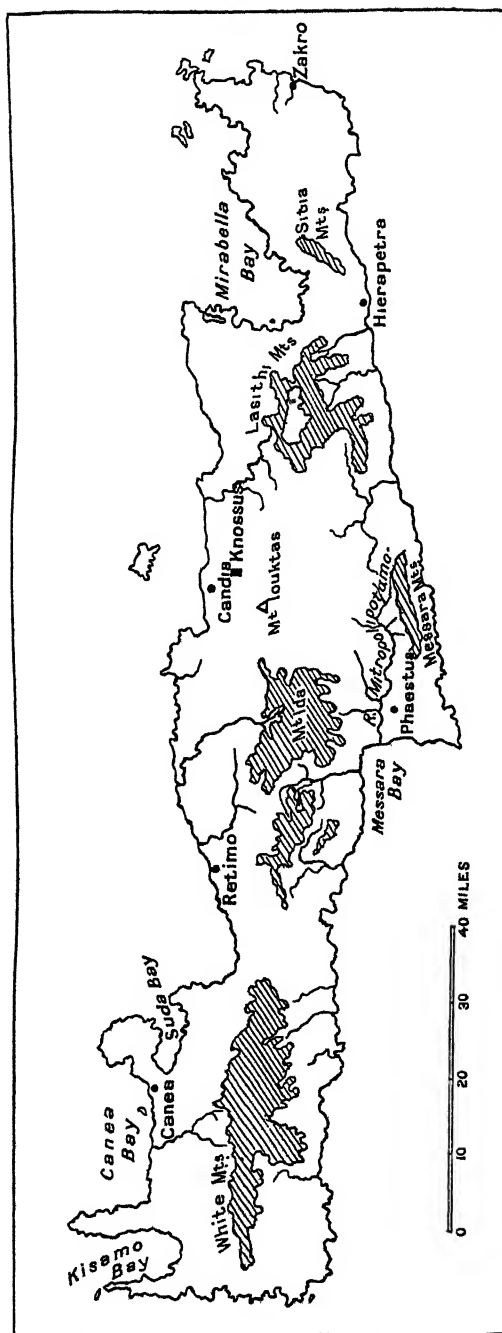 Kisamo
Bay
Canea
Bay
Canea
Suda Bay
White Mts.
Retimo
Mt Ida
Candia
Knossus
Mt Iouktas
Messara
Bay
Phaestus
R. Mitropolipotamo
Messara
Mts.
Lasithi Mts
Mirabella
Bay
Hierapetra
Sitia
Mts
Zakro
0 10 20 30 40 MILES